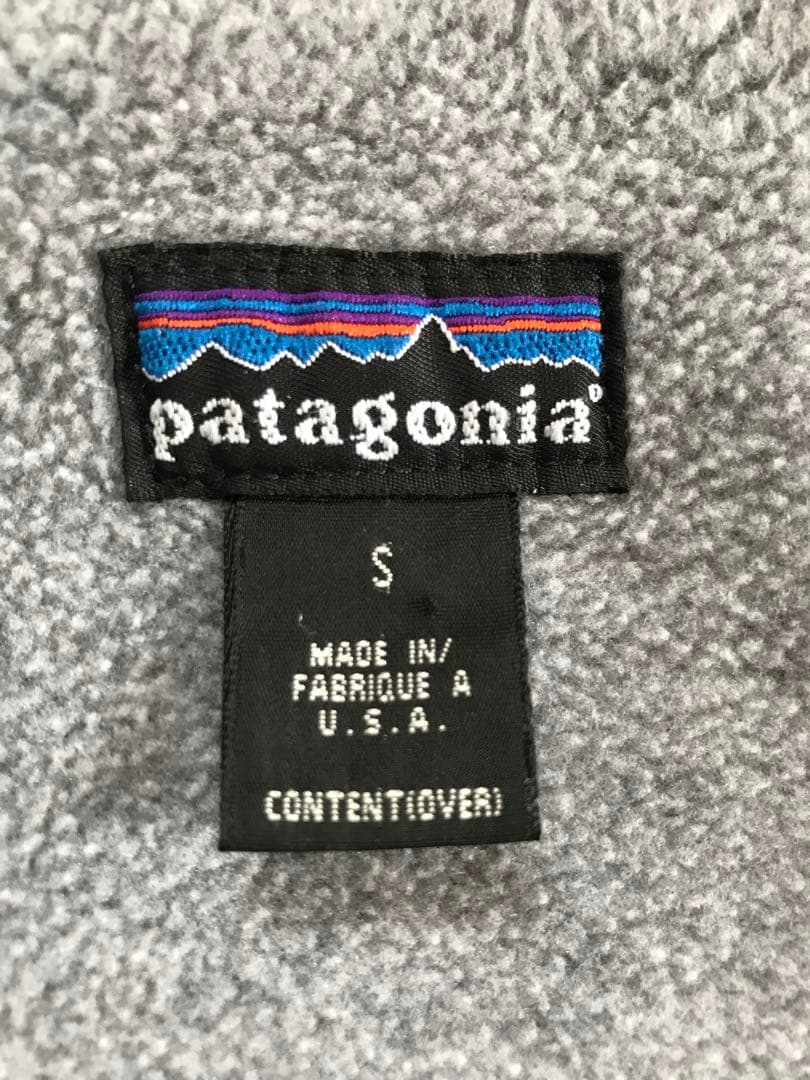 patagonia®
S
MADE IN/
FABRIQUE A
U.S.A.
CONTENT(OVER)